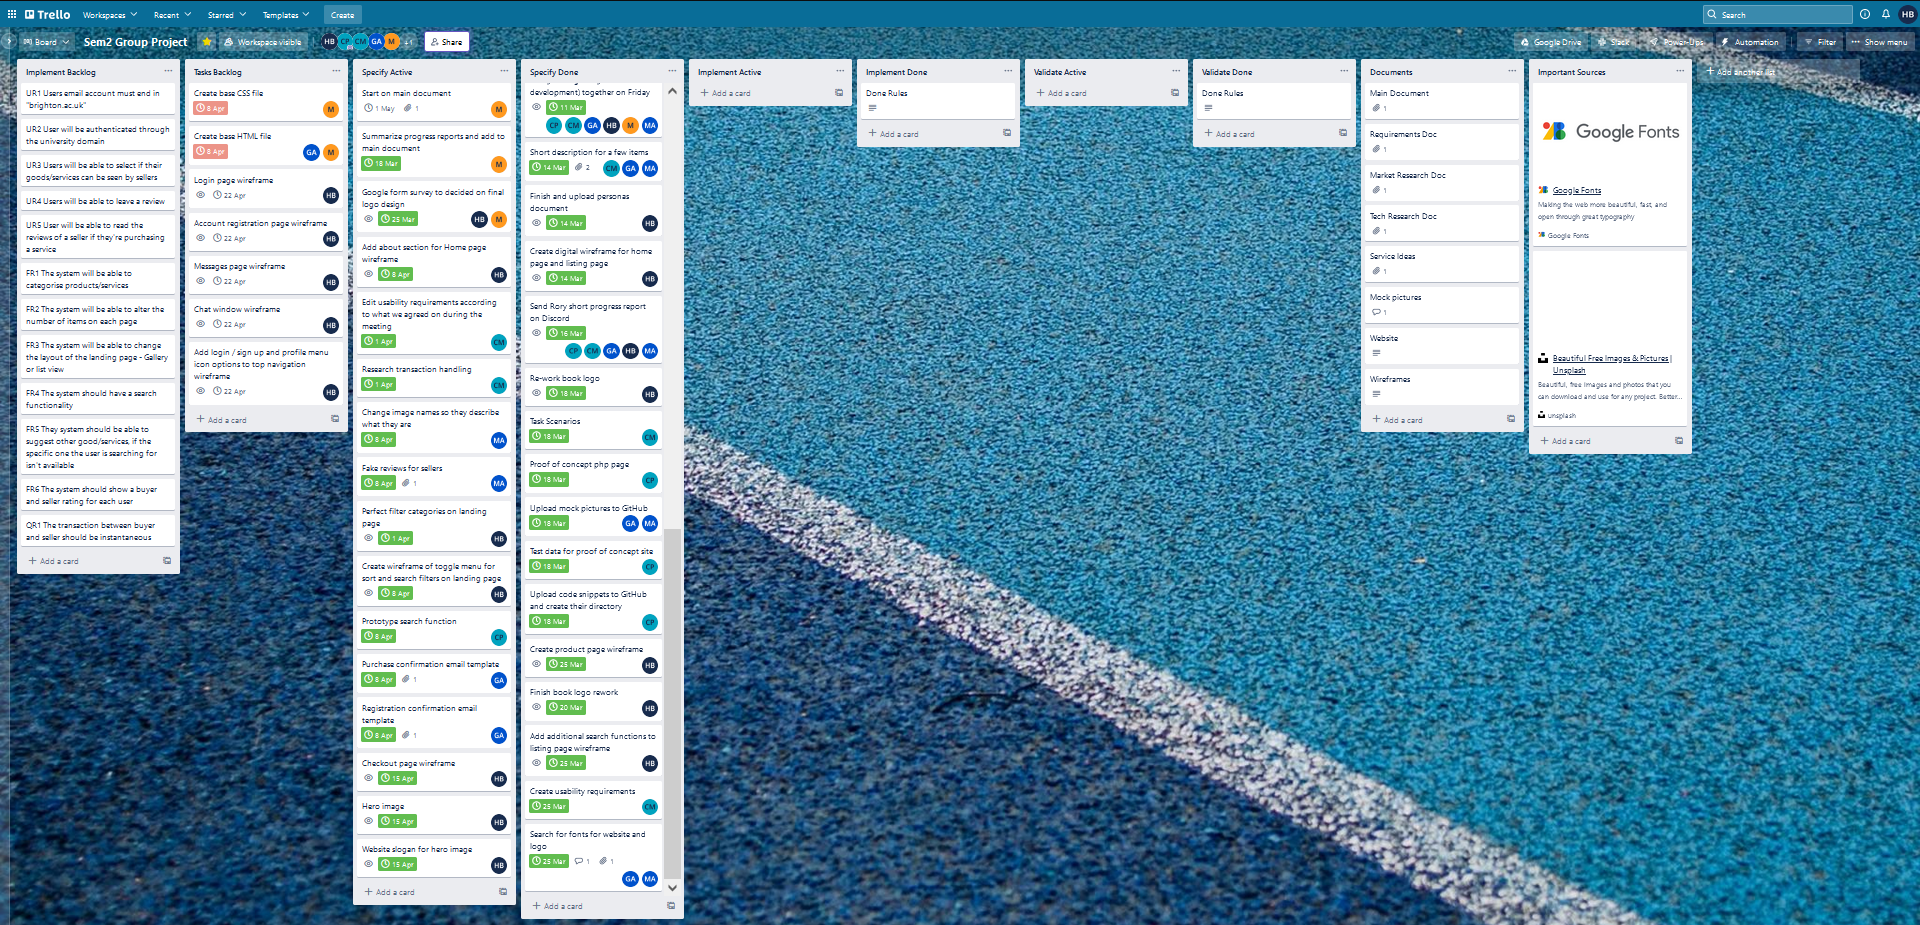 Trello
Workspaces
Recent
Starred
Templates
Create
Search
HB
Board
Sem2 Group Project
Workspace visible
HB
CP
CM
GA
M
+1
Share
Google Drive
Slack
Power-Ups
Automation
Filter
Show menu
Implement Backlog
UR1 Users email account must end in
"brighton.ac.uk"
UR2 User will be authenticated through
the university domain
UR3 Users will be able to select if their
goods/services can be seen by sellers
UR4 Users will be able to leave a review
UR5 User will be able to read the
reviews of a seller if they're purchasing
a service
FR1 The system will be able to
categorise products/services
FR2 The system will be able to alter the
number of items on each page
FR3 The system will be able to change
the layout of the landing page - Gallery
or list view
FR4 The system should have a search
functionality
FR5 They system should be able to
suggest other good/services, if the
specific one the user is searching for
isn't available
FR6 The system should show a buyer
and seller rating for each user
QR1 The transaction between buyer
and seller should be instantaneous
+ Add a card
Tasks Backlog
Create base CSS file
8 Apr
M
Create base HTML file
8 Apr
GA
M
Login page wireframe
22 Apr
HB
Account registration page wireframe
22 Apr
HB
Messages page wireframe
22 Apr
HB
Chat window wireframe
22 Apr
HB
Add login / sign up and profile menu
icon options to top navigation
wireframe
22 Apr
HB
+ Add a card
Specify Active
Start on main document
1 May
1
M
Summarize progress reports and add to
main document
18 Mar
M
Google form survey to decided on final
logo design
25 Mar
HB
M
Add about section for Home page
wireframe
8 Apr
HB
Edit usability requirements according
to what we agreed on during the
meeting
1 Apr
CM
Research transaction handling
1 Apr
CM
Change image names so they describe
what they are
8 Apr
MA
Fake reviews for sellers
8 Apr
1
MA
Perfect filter categories on landing
page
1 Apr
HB
Create wireframe of toggle menu for
sort and search filters on landing page
8 Apr
HB
Prototype search function
8 Apr
CP
Purchase confirmation email template
8 Apr
1
GA
Registration confirmation email
template
8 Apr
1
GA
Checkout page wireframe
15 Apr
HB
Hero image
15 Apr
HB
Website slogan for hero image
15 Apr
HB
+ Add a card
Specify Done
development) together on Friday
11 Mar
CP
CM
GA
HB
M
MA
Short description for a few items
14 Mar
2
CM
GA
MA
Finish and upload personas
document
14 Mar
HB
Create digital wireframe for home
page and listing page
14 Mar
HB
Send Rory short progress report
on Discord
16 Mar
CP
CM
GA
HB
MA
Re-work book logo
18 Mar
HB
Task Scenarios
18 Mar
CM
Proof of concept php page
18 Mar
CP
Upload mock pictures to GitHub
18 Mar
GA
MA
Test data for proof of concept site
18 Mar
CP
Upload code snippets to GitHub
and create their directory
18 Mar
CP
Create product page wireframe
25 Mar
HB
Finish book logo rework
20 Mar
HB
Add additional search functions to
listing page wireframe
25 Mar
HB
Create usability requirements
25 Mar
CM
Search for fonts for website and
logo
25 Mar
1
1
GA
MA
+ Add a card
Implement Active
+ Add a card
Implement Done
Done Rules
+ Add a card
Validate Active
+ Add a card
Validate Done
Done Rules
+ Add a card
Documents
Main Document
1
Requirements Doc
1
Market Research Doc
1
Tech Research Doc
1
Service Ideas
1
Mock pictures
1
Website
Wireframes
+ Add a card
Important Sources
Google Fonts
Google Fonts
Making the web more beautiful, fast, and
open through great typography
Google Fonts
Beautiful Free Images & Pictures |
Unsplash
Beautiful, free images and photos that you
can download and use for any project. Better...
unsplash
+ Add a card
+ Add another list